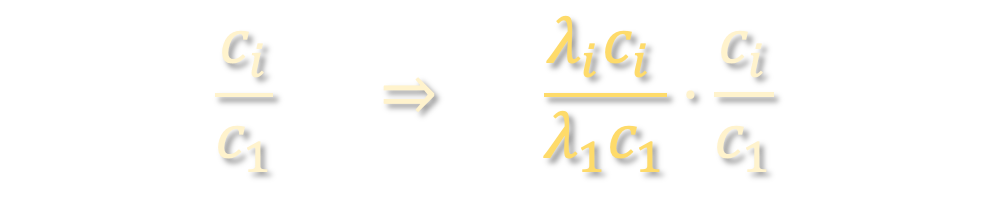 c_i/c_1 ⇒ λ_i c_i/λ_1 c_1 · c_i/c_1